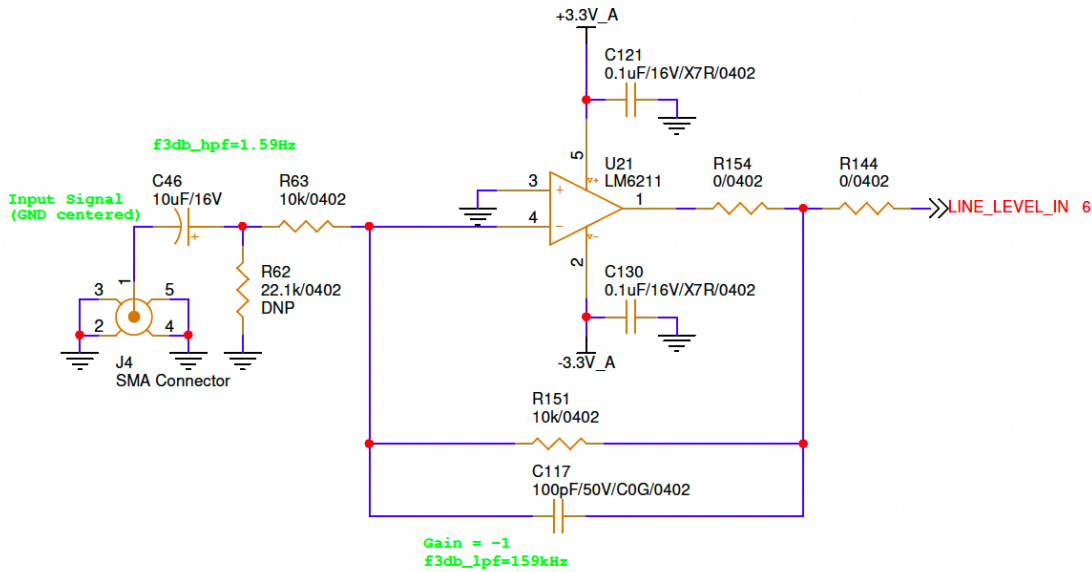 +3.3V_A
C121
0.1uF/16V/X7R/0402
f3db_hpf=1.59Hz
5
U21
LM6211
R154
0/0402
R144
0/0402
Input Signal
(GND centered)
C46
10uF/16V
R63
10k/0402
3
+
V+
1
4
-
V-
LINE_LEVEL_IN 6
+
1
R62
22.1k/0402
DNP
2
C130
0.1uF/16V/X7R/0402
3
5
2
4
-3.3V_A
J4
SMA Connector
R151
10k/0402
C117
100pF/50V/C0G/0402
Gain = -1
f3db_lpf=159kHz